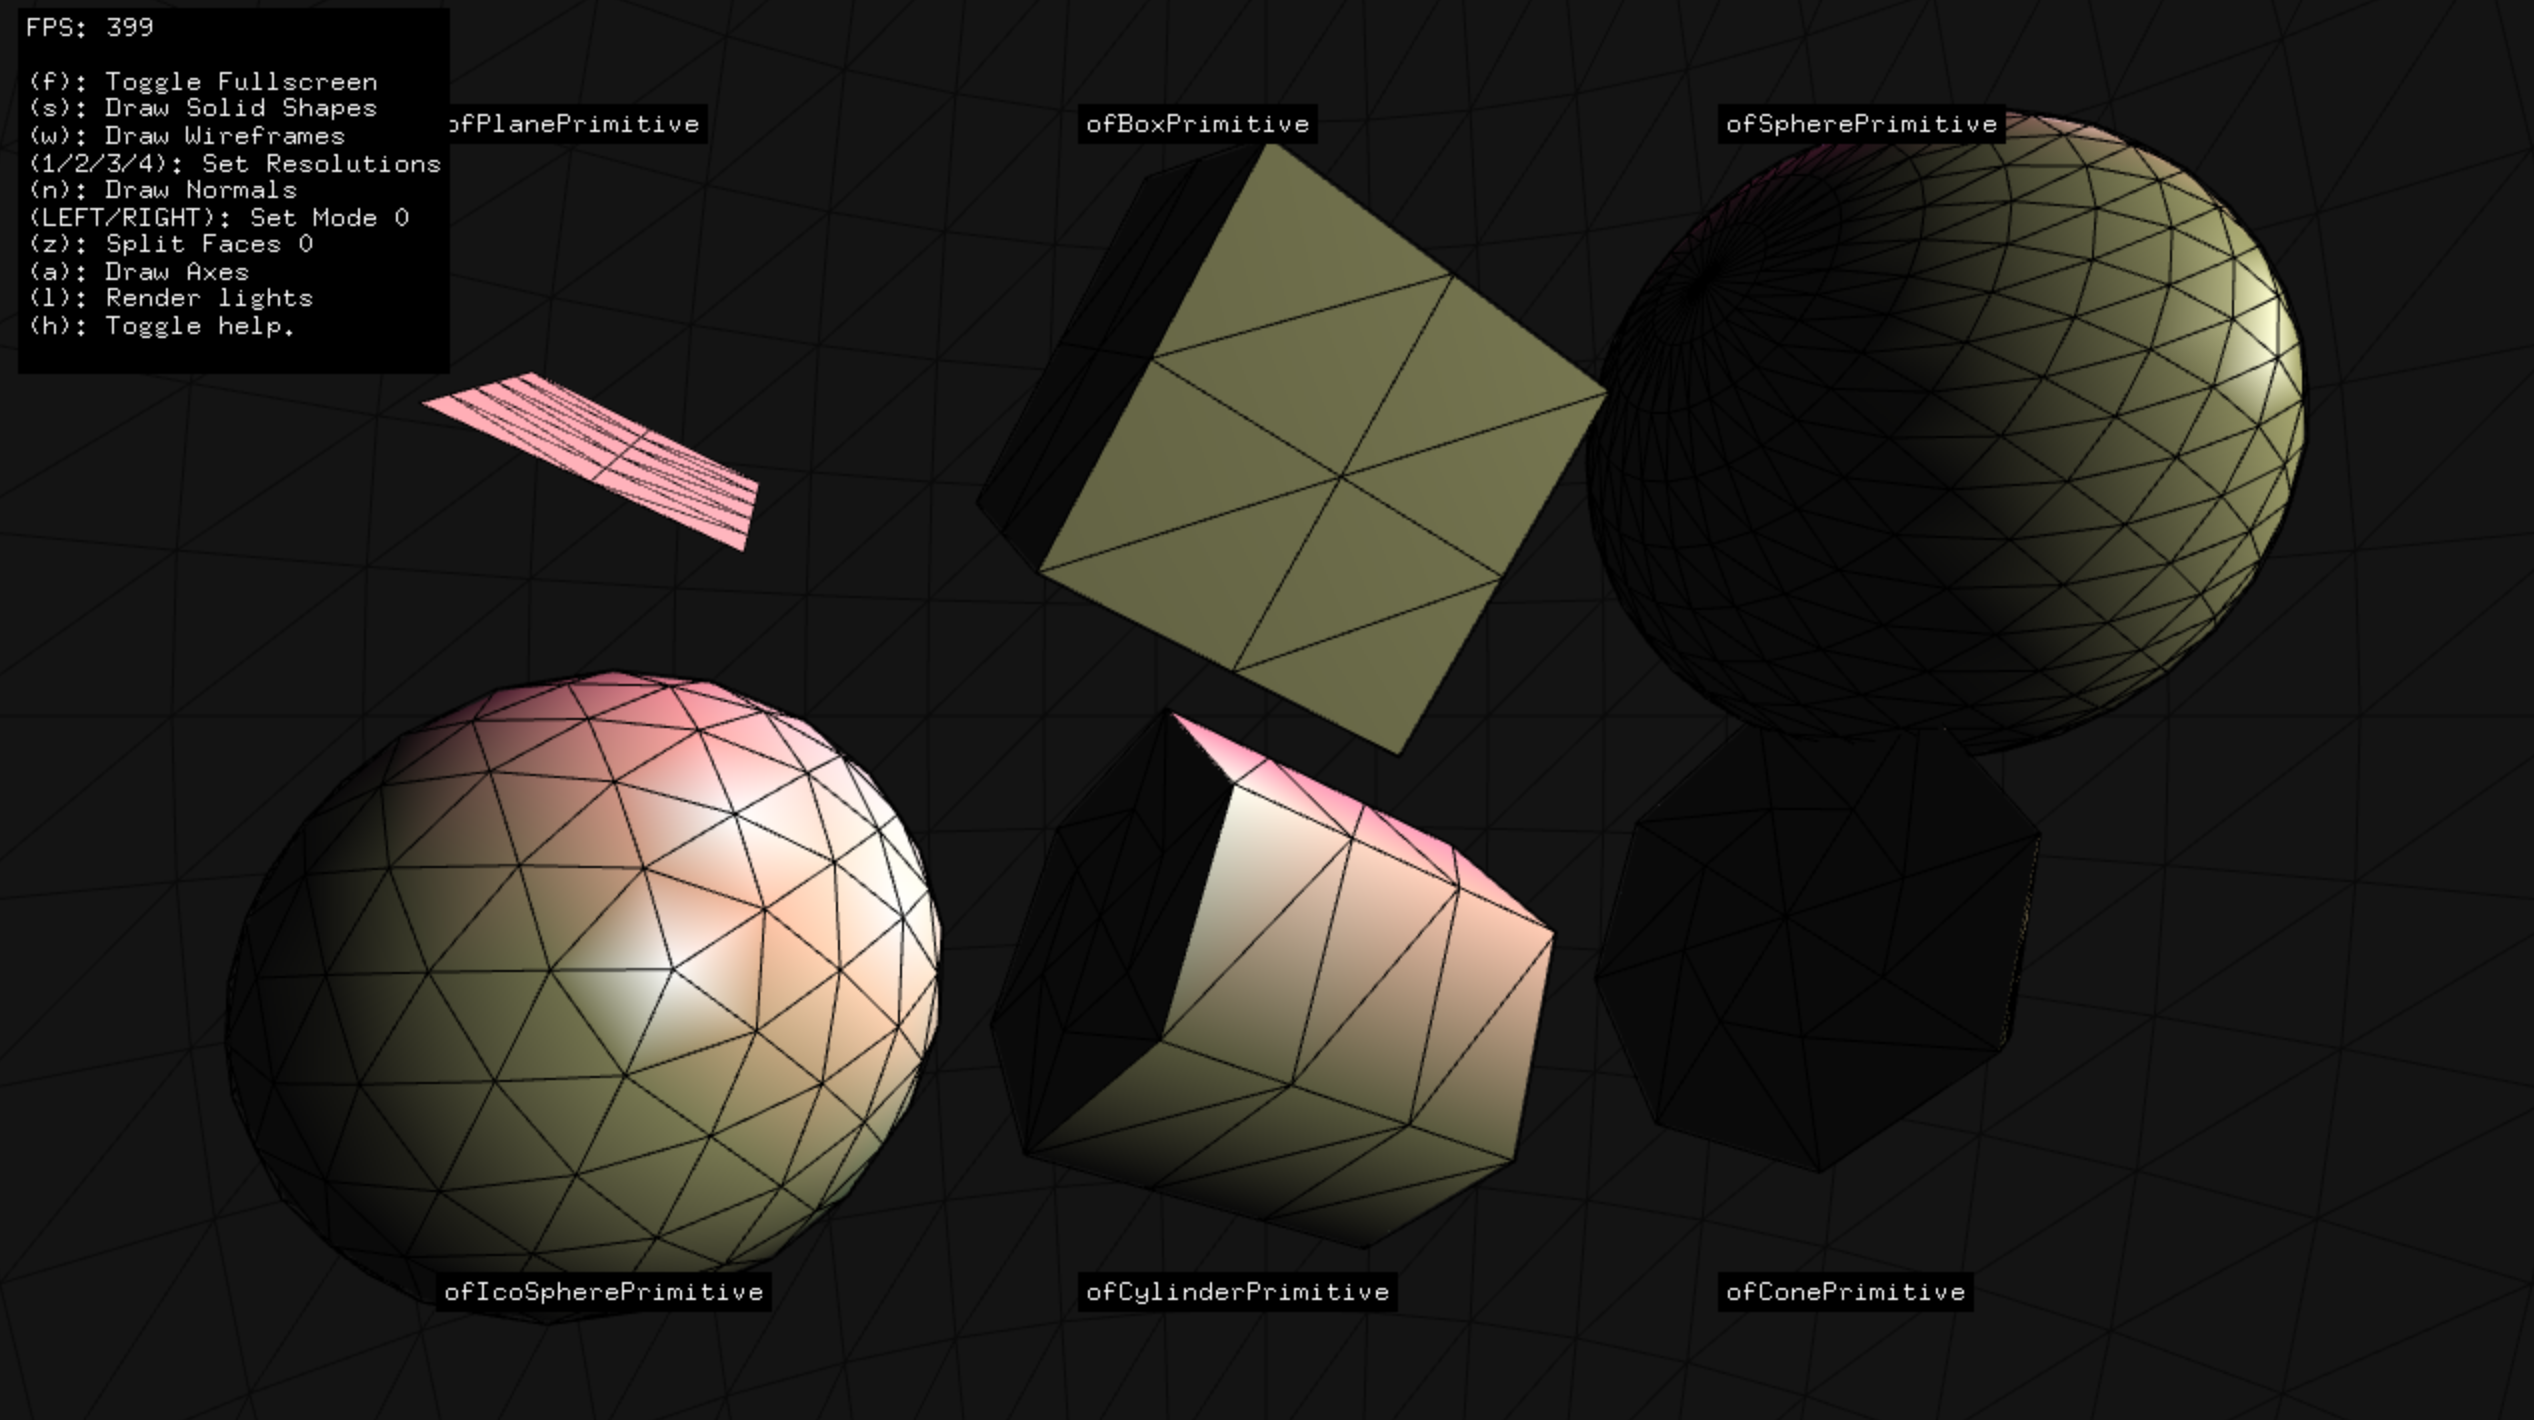 FPS: 399
(f): Toggle Fullscreen
(s): Draw Solid Shapes
(w): Draw Wireframes
(1/2/3/4): Set Resolutions
(n): Draw Normals
(LEFT/RIGHT): Set Mode 0
(z): Split Faces 0
(a): Draw Axes
(l): Render lights
(h): Toggle help.
ofPlanePrimitive
ofBoxPrimitive
ofSpherePrimitive
ofIcoSpherePrimitive
ofCylinderPrimitive
ofConePrimitive